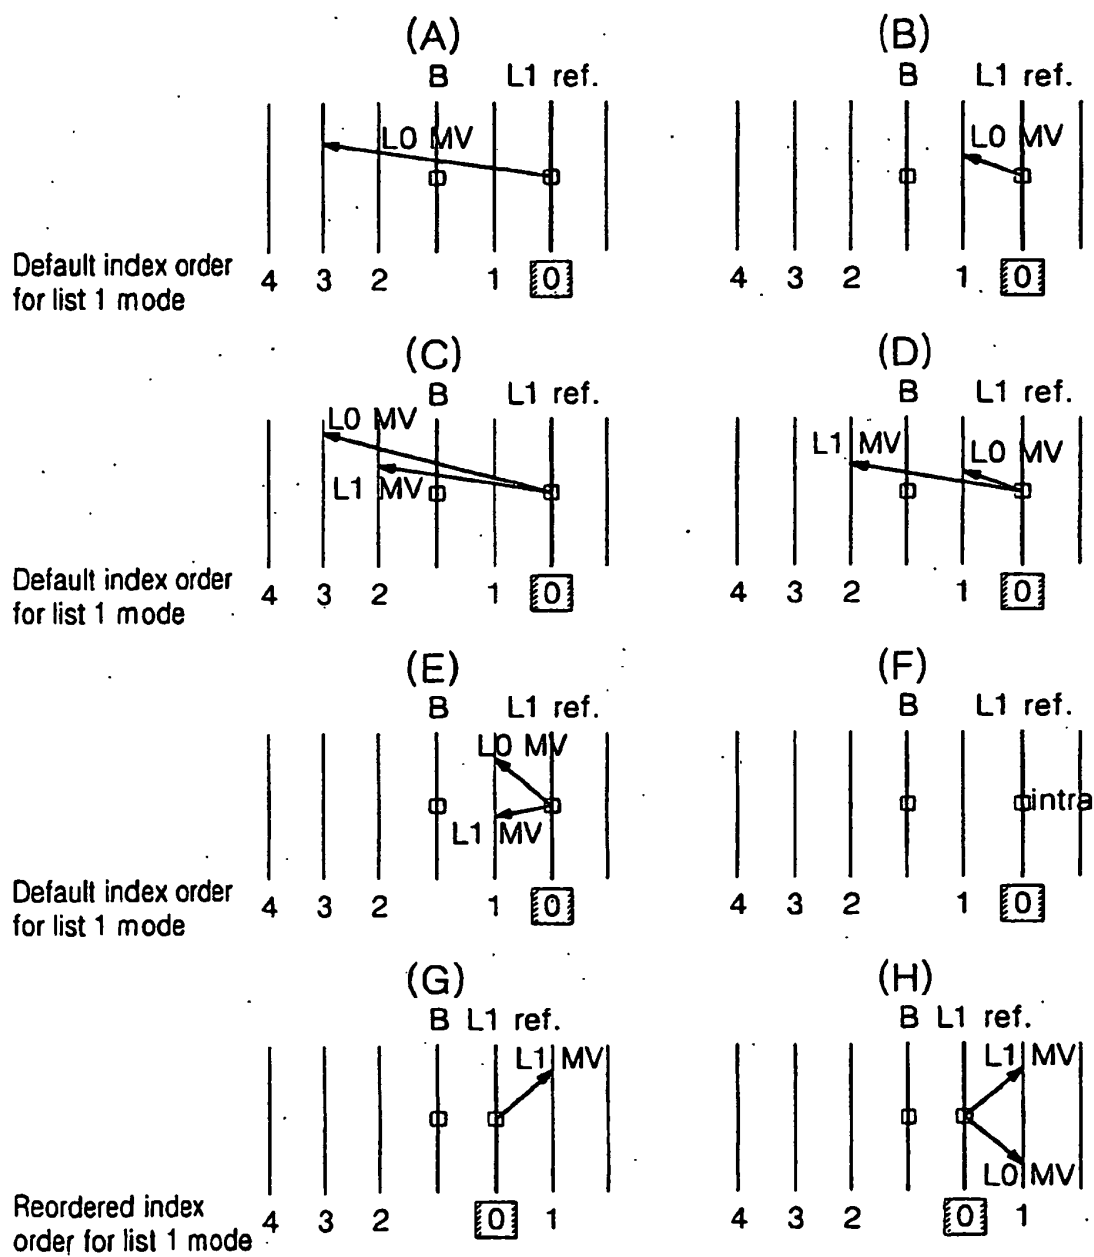 (A) (B)
B L1 ref. B L1 ref.
L0 MV L0 MV
Default index order
for list 1 mode
4 3 2 1 0 4 3 2 1 0
(C) (D)
B L1 ref. B L1 ref.
L0 MV L1 MV L0 MV
L1 MV
Default index order
for list 1 mode
4 3 2 1 0 4 3 2 1 0
(E) (F)
B L1 ref. B L1 ref.
L0 MV
intra
L1 MV
Default index order
for list 1 mode
4 3 2 1 0 4 3 2 1 0
(G) (H)
B L1 ref. B L1 ref.
L1 MV L1 MV
L0 MV
Reordered index
order for list 1 mode
4 3 2 0 1 4 3 2 0 1